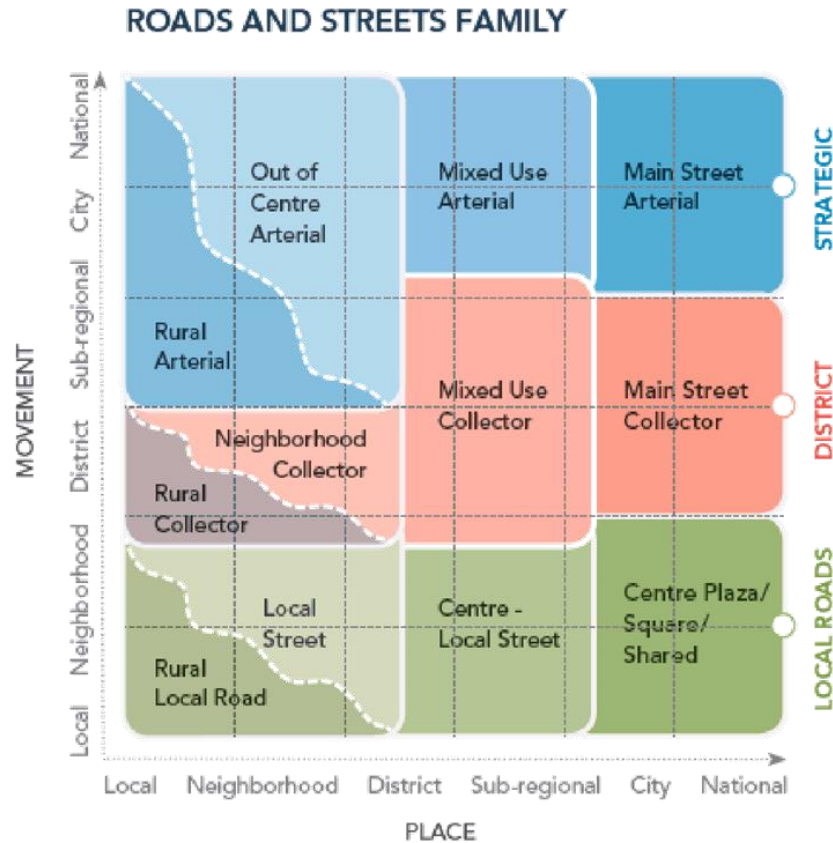 ROADS AND STREETS FAMILY
MOVEMENT
National
City
Sub-regional
District
Neighborhood
Local
Out of
Centre
Arterial
Mixed Use
Arterial
Main Street
Arterial
STRATEGIC
Rural
Arterial
Neighborhood
Collector
Mixed Use
Collector
Main Street
Collector
DISTRICT
Rural
Collector
Local
Street
Centre -
Local Street
Centre Plaza/
Square/
Shared
LOCAL ROADS
Rural
Local Road
Local
Neighborhood
District
Sub-regional
City
National
PLACE